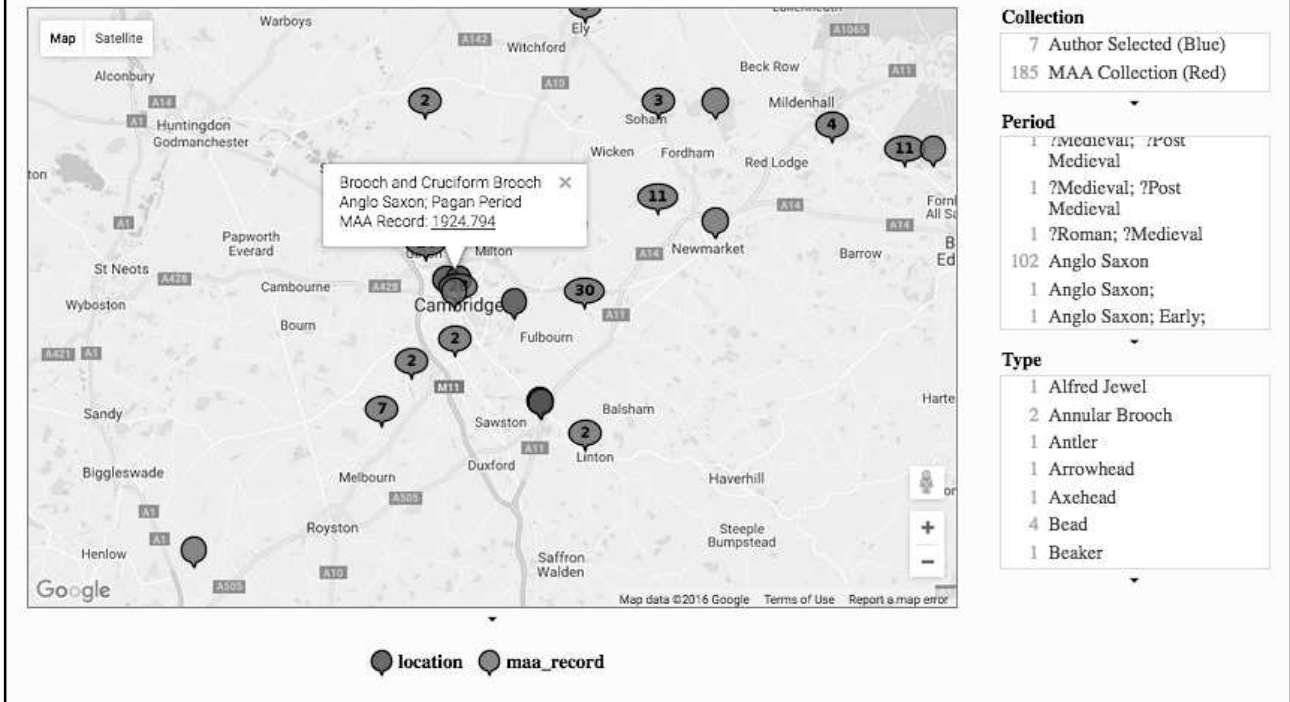 Map Satellite
Warboys
A142
Witchford
Ely
A1065
Alconbury
A10
Beck Row
A11
A14
2
3
Mildenhall
A1
Huntingdon
Godmanchester
Soham
4
Wicken
Fordham
Red Lodge
11
ton
Brooch and Cruciform Brooch ×
Anglo Saxon; Pagan Period
MAA Record: 1924.794
11
A14
A1
A14
Papworth
Everard
Milton
A14
Newmarket
Barrow
St Neots
A428
Cambourne
A428
30
Wyboston
Cambridge
A11
Bourn
Fulbourn
2
A421 A1
2
M11
7
Sandy
Sawston
Balsham
Harte
2
A11
Linton
Biggleswade
Melbourn
Duxford
Haverhill
A505
A1
Royston
Steeple
Bumpstead
+
A1
Henlow
Saffron
Walden
−
A10
A505
Google
Map data ©2016 Google Terms of Use Report a map error
location maa_record
Collection
7 Author Selected (Blue)
185 MAA Collection (Red)
Period
1 ?Medieval; ?Post
Medieval
1 ?Medieval; ?Post
Medieval
1 ?Roman; ?Medieval
102 Anglo Saxon
1 Anglo Saxon;
1 Anglo Saxon; Early;
Type
1 Alfred Jewel
2 Annular Brooch
1 Antler
1 Arrowhead
1 Axehead
4 Bead
1 Beaker